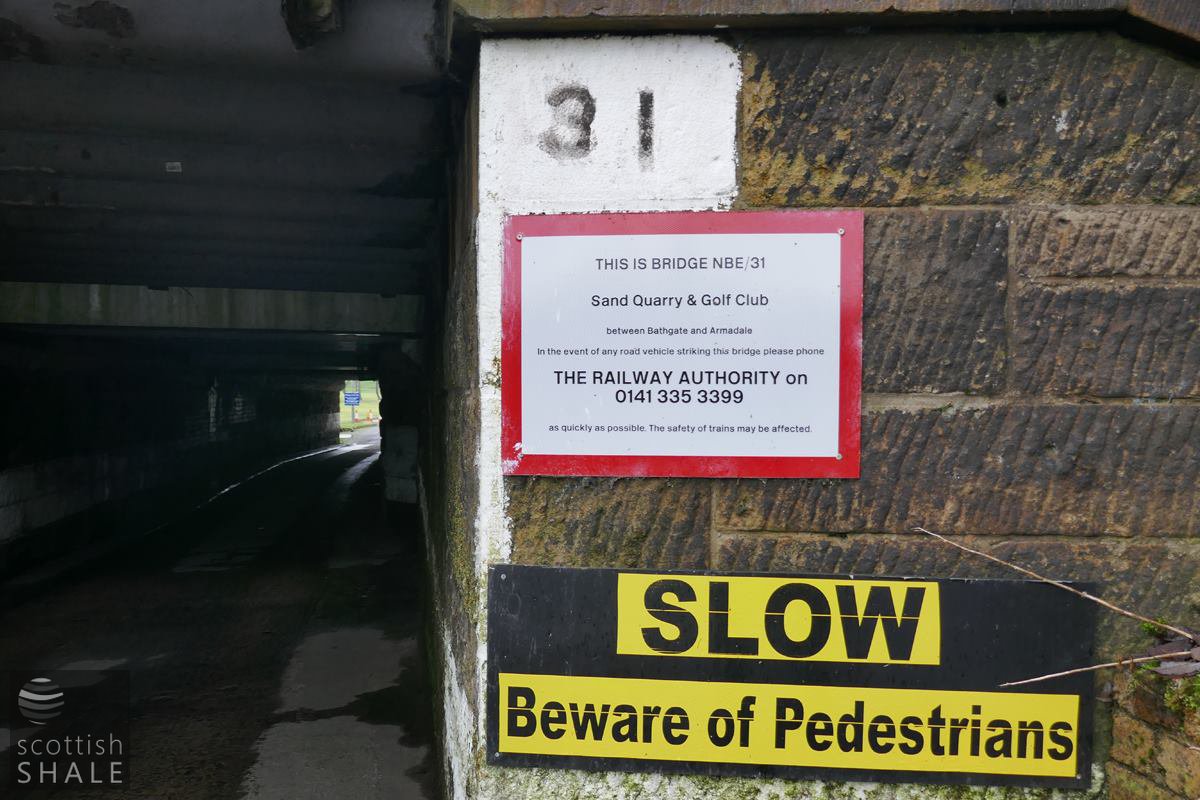 31
THIS IS BRIDGE NBE/31
Sand Quarry & Golf Club
between Bathgate and Armadale
In the event of any road vehicle striking this bridge please phone
THE RAILWAY AUTHORITY on
0141 335 3399
as quickly as possible. The safety of trains may be affected.
SLOW
Beware of Pedestrians
scottish
SHALE